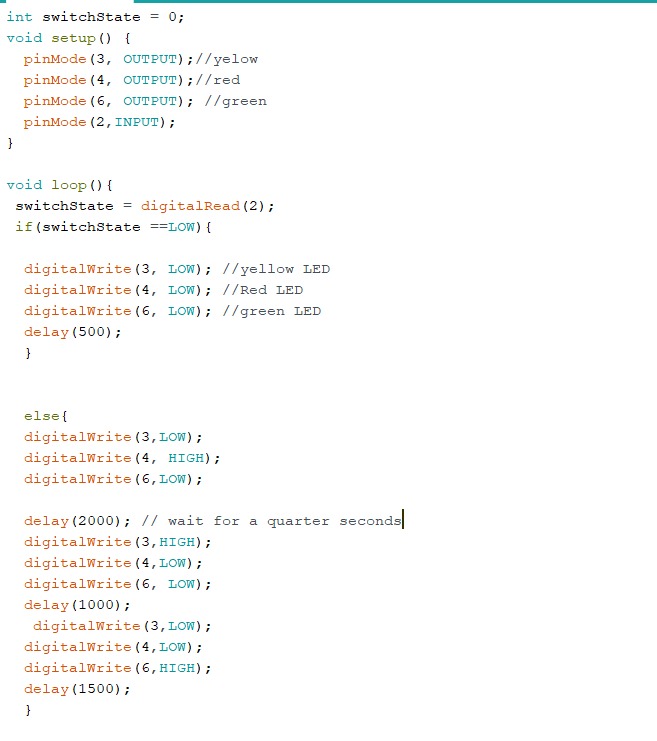 int switchState = 0;
void setup() {
pinMode(3, OUTPUT);//yelow
pinMode(4, OUTPUT);//red
pinMode(6, OUTPUT); //green
pinMode(2,INPUT);
}
void loop(){
switchState = digitalRead(2);
if(switchState ==LOW){
digitalWrite(3, LOW); //yellow LED
digitalWrite(4, LOW); //Red LED
digitalWrite(6, LOW); //green LED
delay(500);
}
else{
digitalWrite(3,LOW);
digitalWrite(4, HIGH);
digitalWrite(6,LOW);
delay(2000); // wait for a quarter seconds
digitalWrite(3,HIGH);
digitalWrite(4,LOW);
digitalWrite(6, LOW);
delay(1000);
digitalWrite(3,LOW);
digitalWrite(4,LOW);
digitalWrite(6,HIGH);
delay(1500);
}